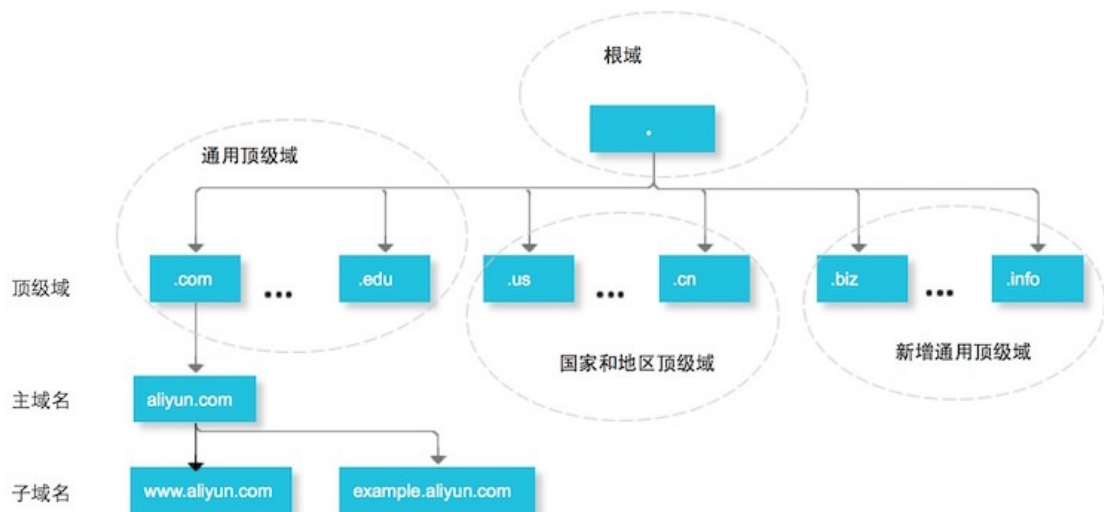 根域
.
通用顶级域
顶级域
.com
...
.edu
.us
...
.cn
.biz
...
.info
国家和地区顶级域
新增通用顶级域
主域名
aliyun.com
子域名
www.aliyun.com
example.aliyun.com